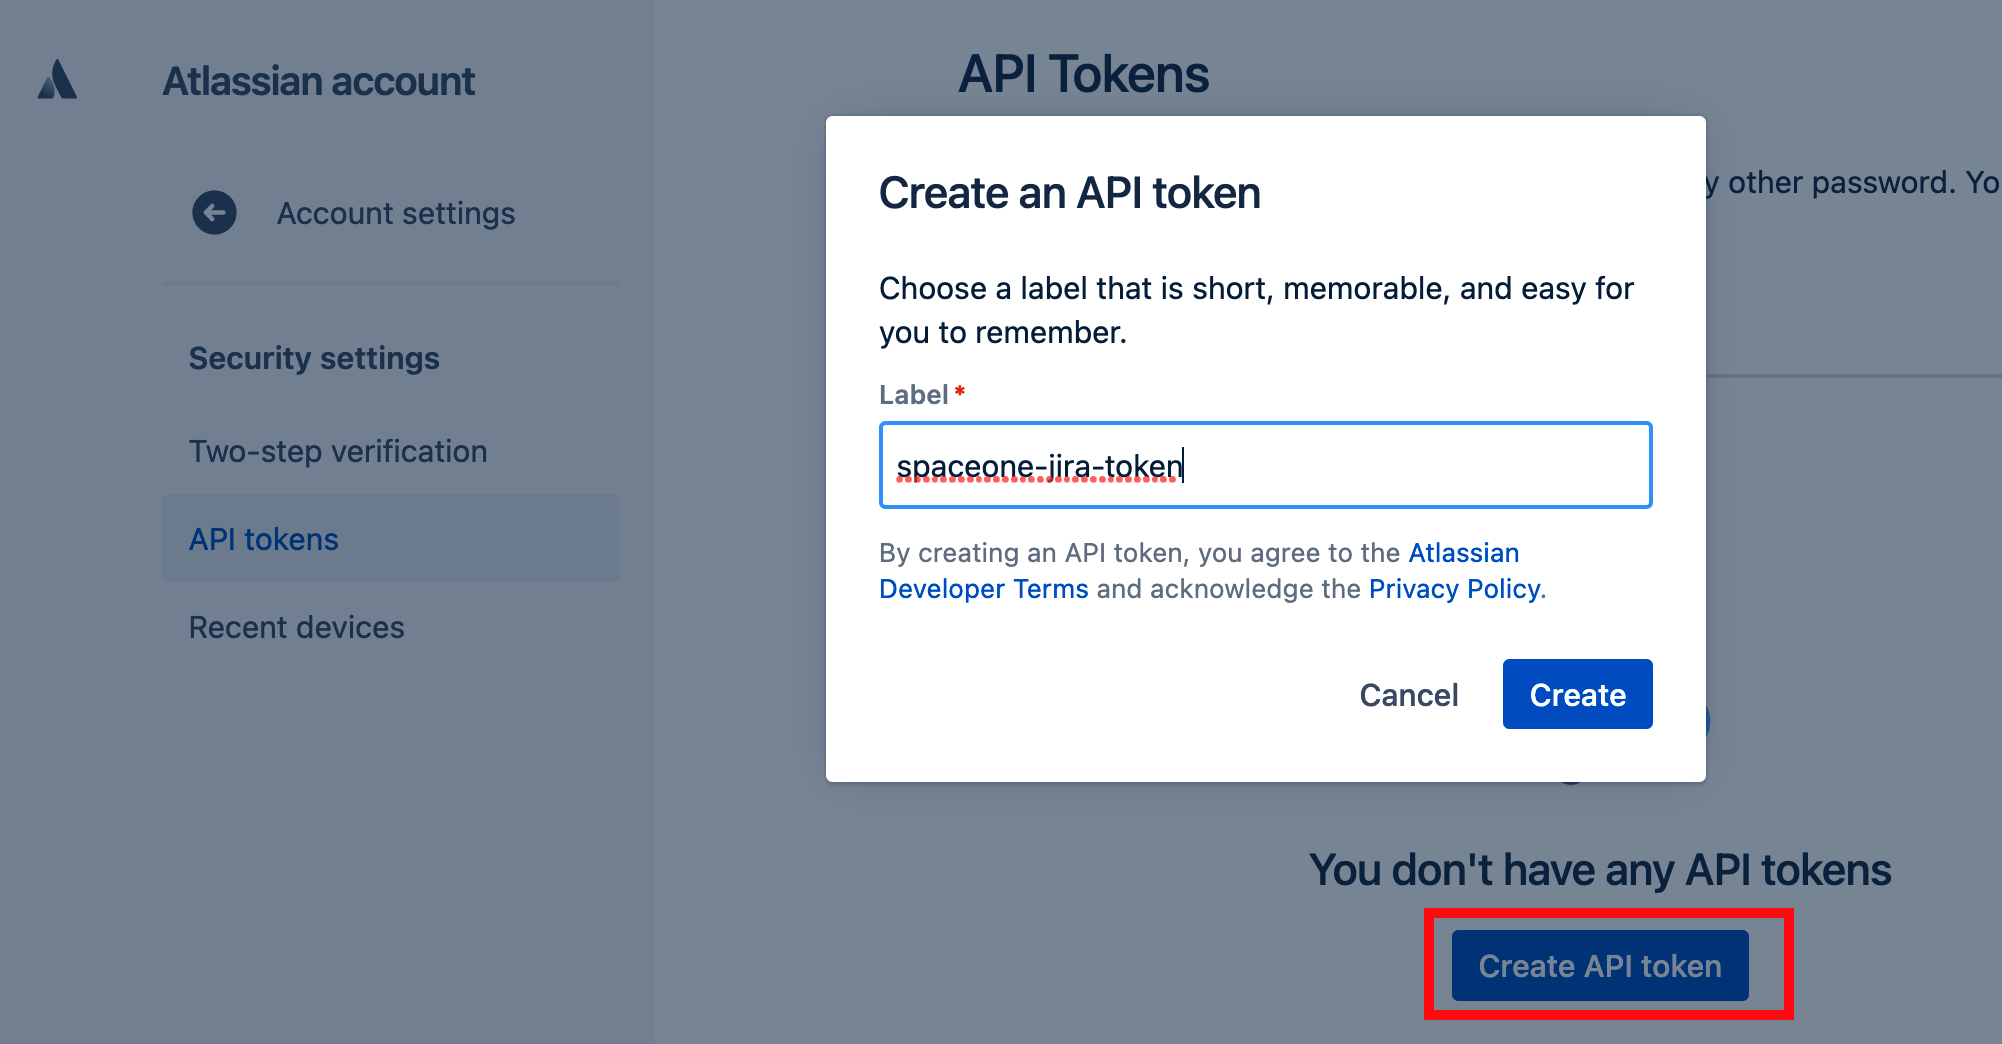 Atlassian account
Account settings
Security settings
Two-step verification
API tokens
Recent devices
API Tokens
other password.
Create an API token
Choose a label that is short, memorable, and easy for
you to remember.
Label *
spaceone-jira-token
By creating an API token, you agree to the Atlassian
Developer Terms and acknowledge the Privacy Policy.
Cancel
Create
You don't have any API tokens
Create API token